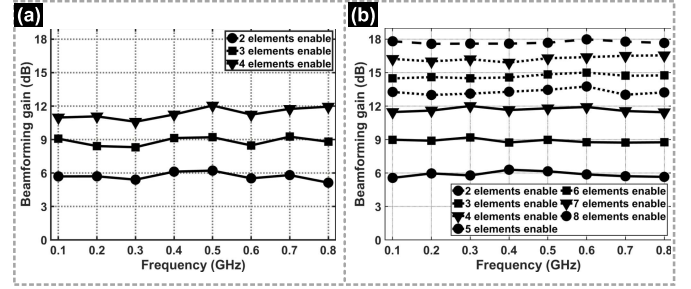 (a)
18
15
12
9
6
3
0
Beamforming gain (dB)
2 elements enable
3 elements enable
4 elements enable
0.1 0.2 0.3 0.4 0.5 0.6 0.7 0.8
Frequency (GHz)
(b)
18
15
12
9
6
3
0
Beamforming gain (dB)
2 elements enable 6 elements enable
3 elements enable 7 elements enable
4 elements enable 8 elements enable
5 elements enable
0.1 0.2 0.3 0.4 0.5 0.6 0.7 0.8
Frequency (GHz)